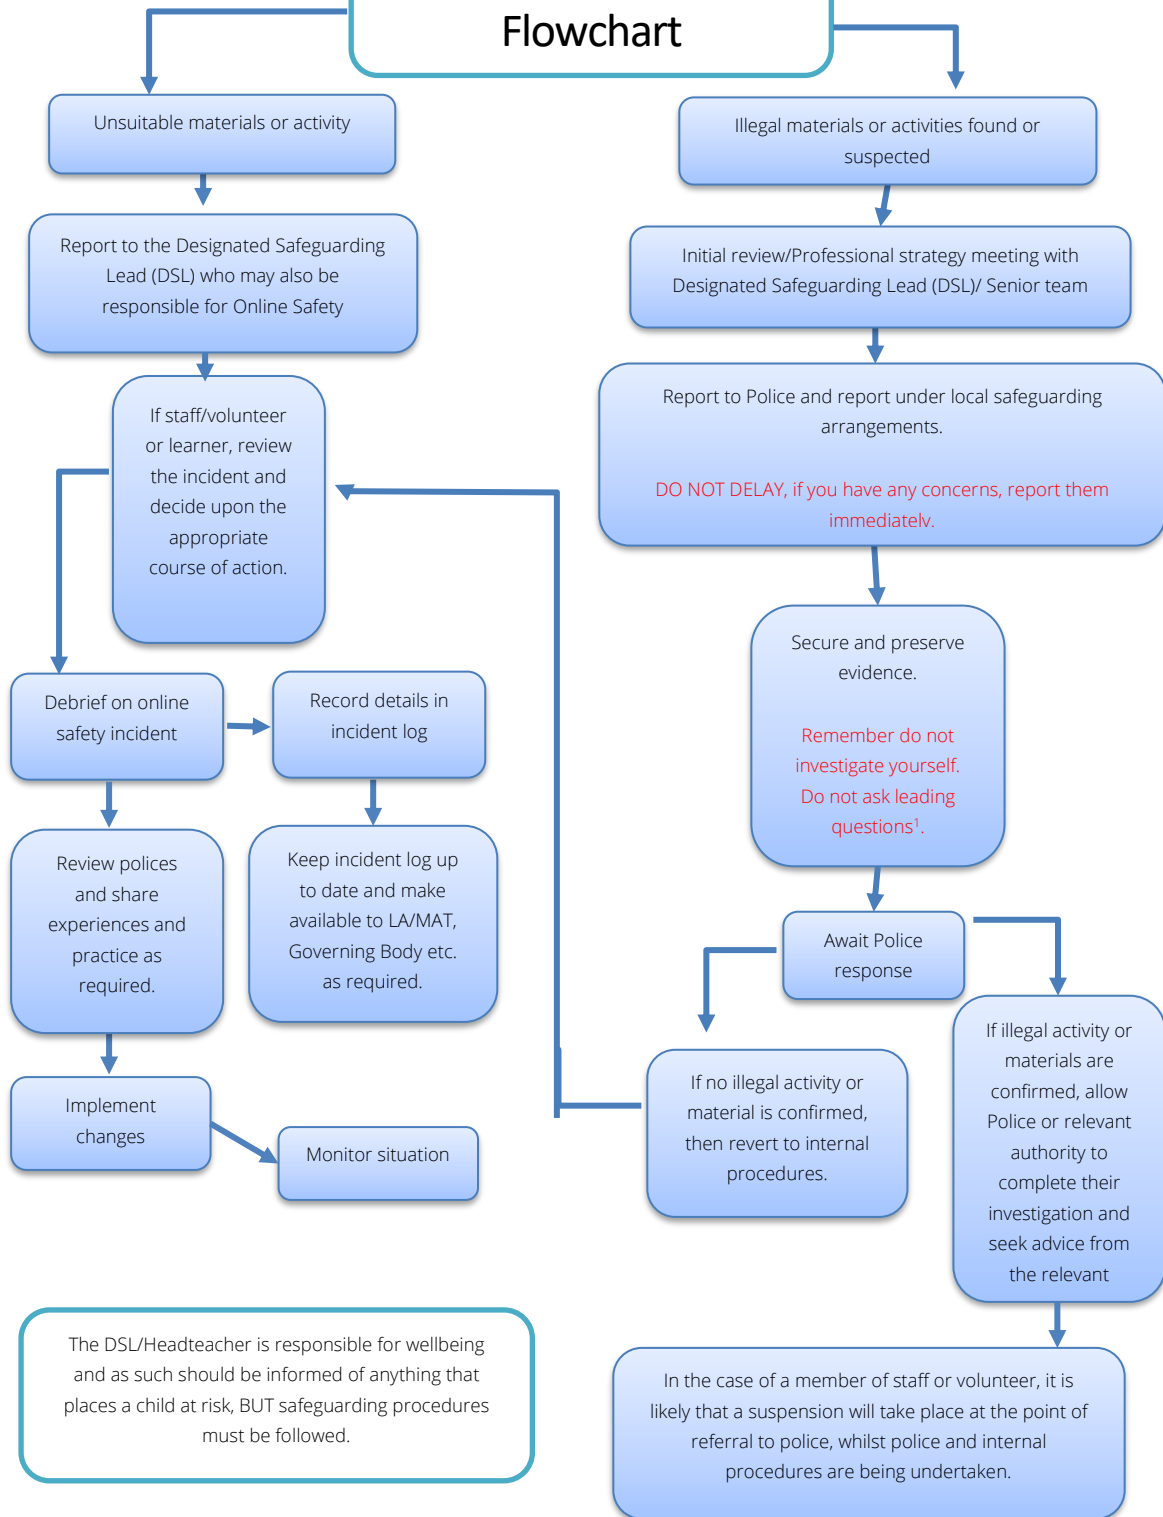 Flowchart
Unsuitable materials or activity
Report to the Designated Safeguarding
Lead (DSL) who may also be
responsible for Online Safety
If staff/volunteer
or learner, review
the incident and
decide upon the
appropriate
course of action.
Debrief on online
safety incident
Record details in
incident log
Review polices
and share
experiences and
practice as
required.
Keep incident log up
to date and make
available to LA/MAT,
Governing Body etc.
as required.
Implement
changes
Monitor situation
The DSL/Headteacher is responsible for wellbeing
and as such should be informed of anything that
places a child at risk, BUT safeguarding procedures
must be followed.
Illegal materials or activities found or
suspected
Initial review/Professional strategy meeting with
Designated Safeguarding Lead (DSL)/ Senior team
Report to Police and report under local safeguarding
arrangements.
DO NOT DELAY, if you have any concerns, report them
immediately.
Secure and preserve
evidence.
Remember do not
investigate yourself.
Do not ask leading
questions¹.
Await Police
response
If no illegal activity or
material is confirmed,
then revert to internal
procedures.
If illegal activity or
materials are
confirmed, allow
Police or relevant
authority to
complete their
investigation and
seek advice from
the relevant
In the case of a member of staff or volunteer, it is
likely that a suspension will take place at the point of
referral to police, whilst police and internal
procedures are being undertaken.